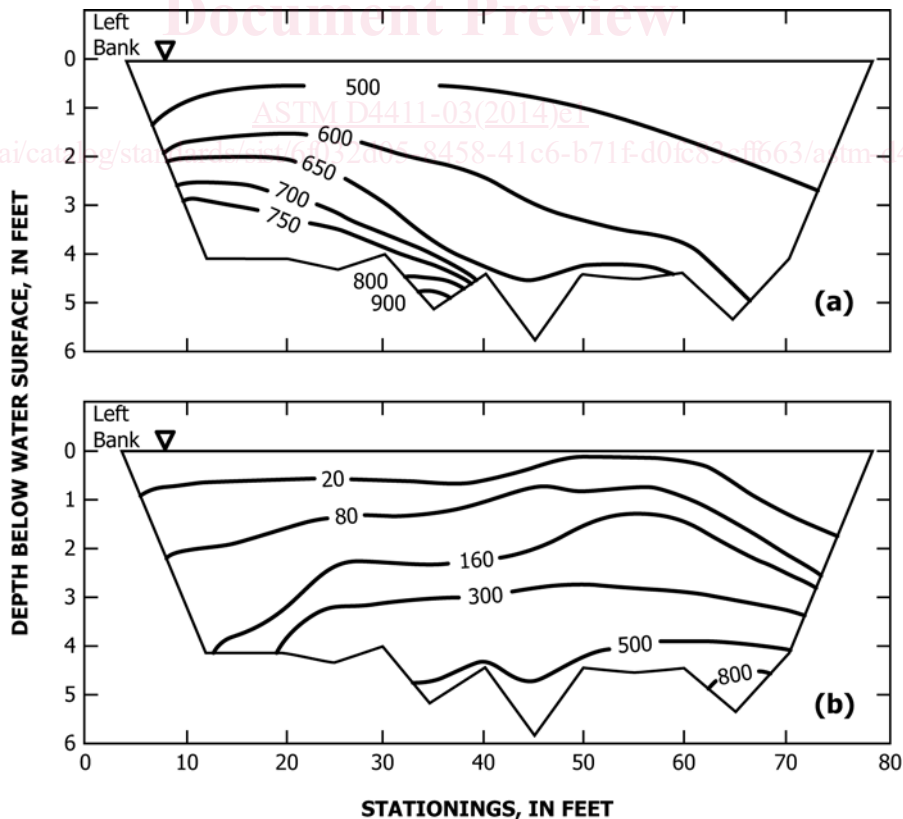 Document Preview
Left
Bank
ASTM D4411-03(2014)e1
0
1
2
3
4
5
6
500
600
650
700
750
800
900
(a)
DEPTH BELOW WATER SURFACE, IN FEET
Left
Bank
0
1
2
3
4
5
6
20
80
160
300
500
800
(b)
0 10 20 30 40 50 60 70 80
STATIONINGS, IN FEET